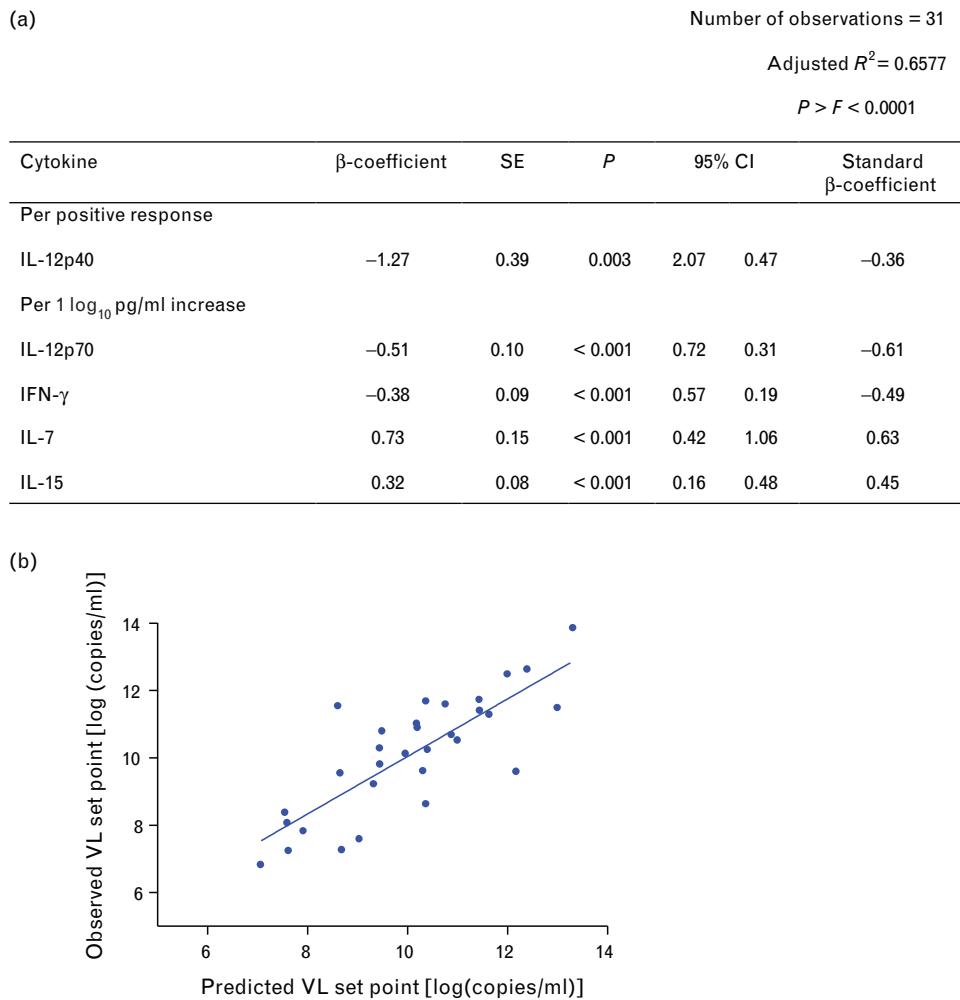 (a)
Number of observations = 31
Adjusted R² = 0.6577
P > F < 0.0001
Cytokine β-coefficient SE P 95% CI Standard β-coefficient
Per positive response
IL-12p40 −1.27 0.39 0.003 2.07 0.47 −0.36
Per 1 log₁₀ pg/ml increase
IL-12p70 −0.51 0.10 < 0.001 0.72 0.31 −0.61
IFN-γ −0.38 0.09 < 0.001 0.57 0.19 −0.49
IL-7 0.73 0.15 < 0.001 0.42 1.06 0.63
IL-15 0.32 0.08 < 0.001 0.16 0.48 0.45
(b)
Observed VL set point [log (copies/ml)]
14
12
10
8
6
6 8 10 12 14
Predicted VL set point [log(copies/ml)]